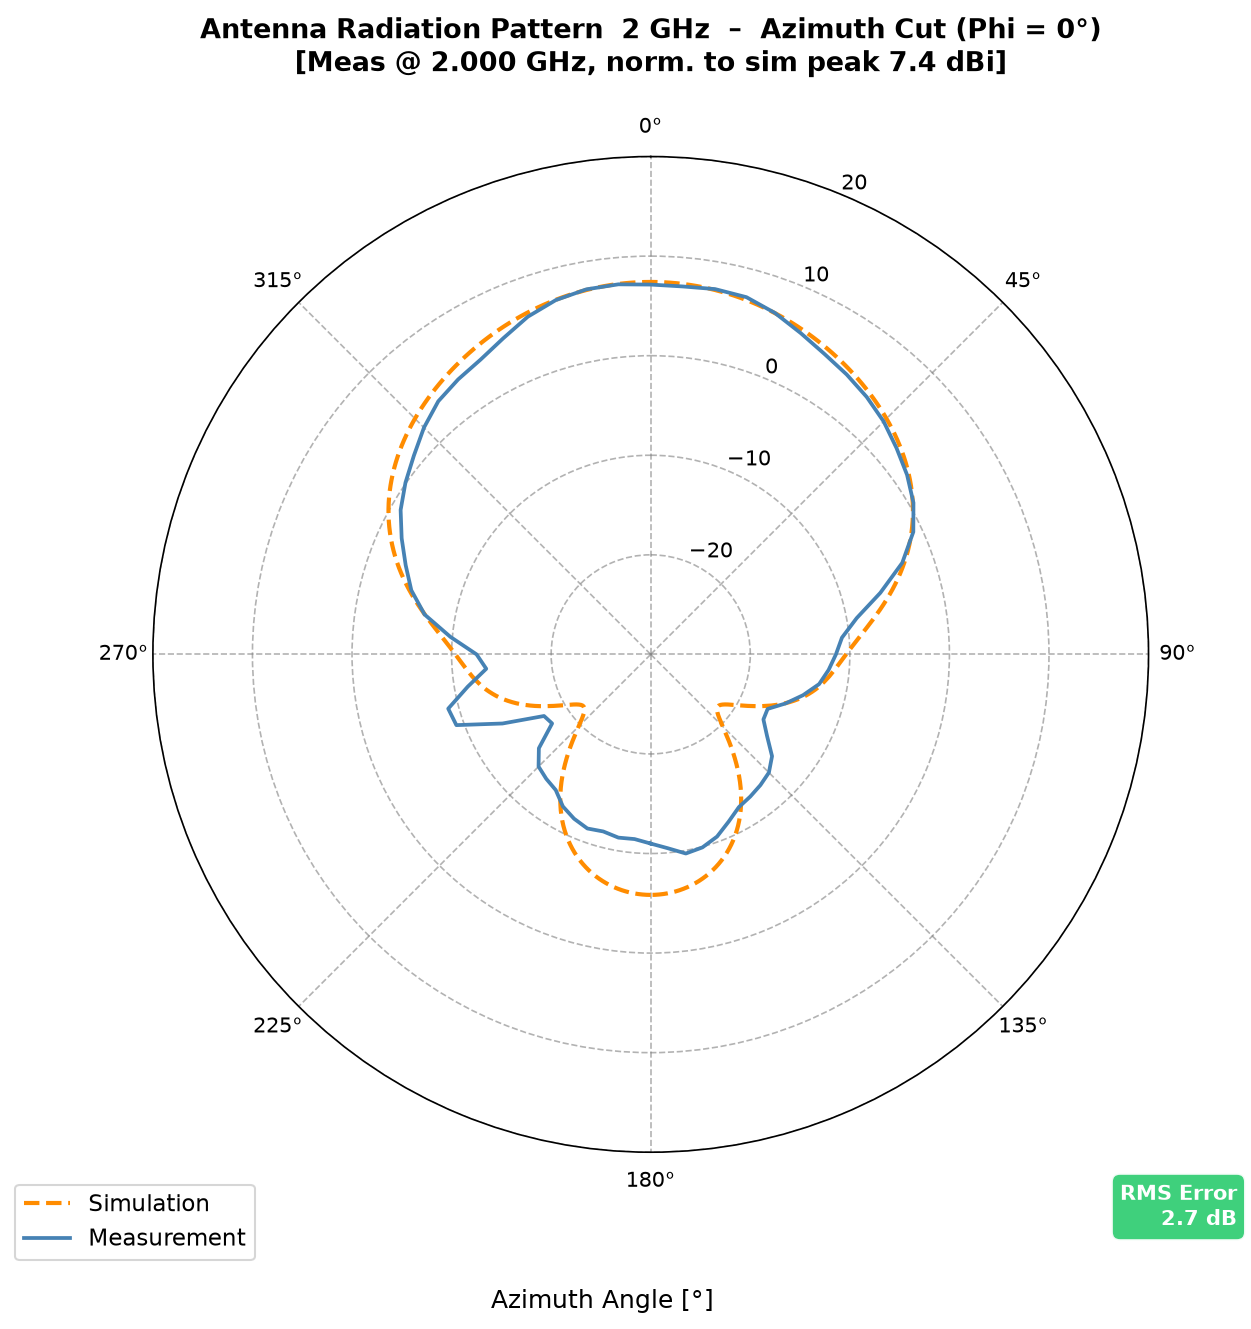 Antenna Radiation Pattern  2 GHz  –  Azimuth Cut (Phi = 0°)
[Meas @ 2.000 GHz, norm. to sim peak 7.4 dBi]
0°
20
315°
10
45°
0
−10
−20
270°
90°
225°
135°
180°
Simulation
Measurement
RMS Error
2.7 dB
Azimuth Angle [°]